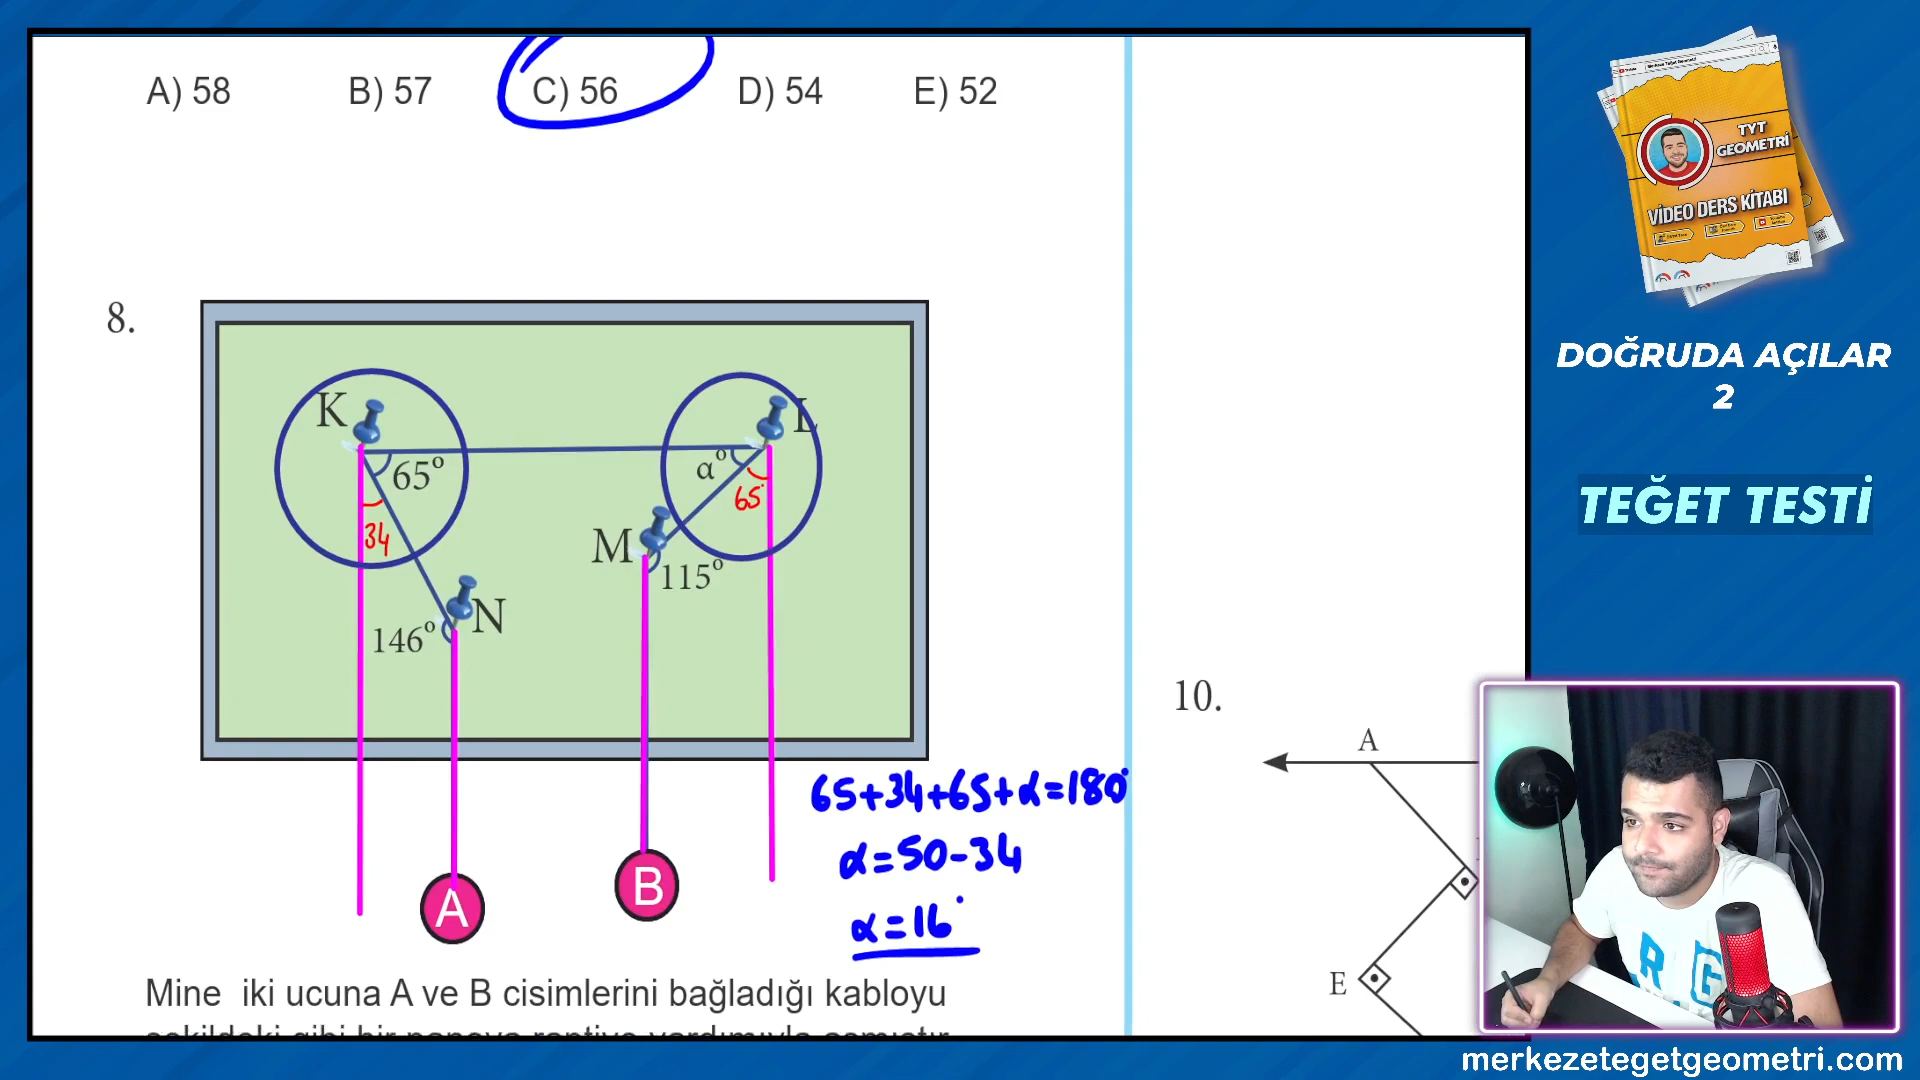 A) 58 B) 57 C) 56 D) 54 E) 52
8.
K
L
65°
α°
65°
34
M
115°
N
146°
A
B
65+34+65+α=180°
α=50-34
α=16°
Mine iki ucuna A ve B cisimlerini bağladığı kabloyu
10.
A
E
TYT
GEOMETRİ
VİDEO DERS KİTABI
DOĞRUDA AÇILAR
2
TEĞET TESTİ
merkezetegetgeometri.com